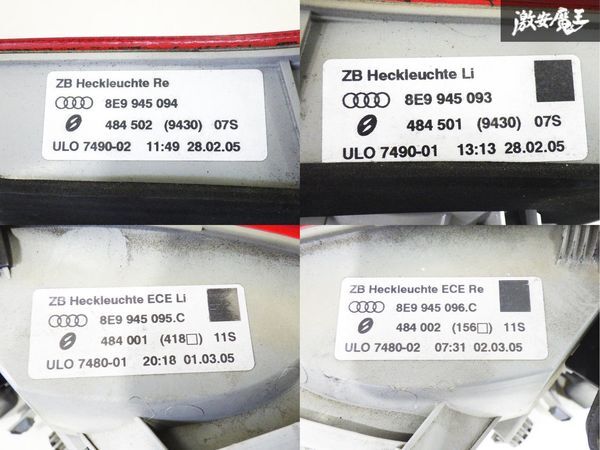 激安魔王
ZB Heckleuchte Re
8E9 945 094
484 502 (9430) 07S
ULO 7490-02 11:49 28.02.05
ZB Heckleuchte Li
8E9 945 093
484 501 (9430) 07S
ULO 7490-01 13:13 28.02.05
ZB Heckleuchte ECE Li
8E9 945 095.C
484 001 (418□) 11S
ULO 7480-01 20:18 01.03.05
ZB Heckleuchte ECE Re
8E9 945 096.C
484 002 (156□) 11S
ULO 7480-02 07:31 02.03.05